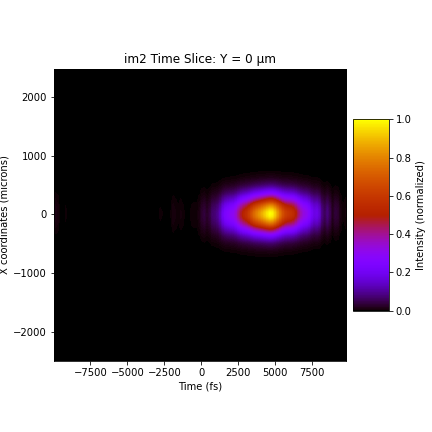 im2 Time Slice: Y = 0 μm
X coordinates (microns)
2000
1000
0
−1000
−2000
−7500 −5000 −2500 0 2500 5000 7500
Time (fs)
1.0
0.8
0.6
0.4
0.2
0.0
Intensity (normalized)